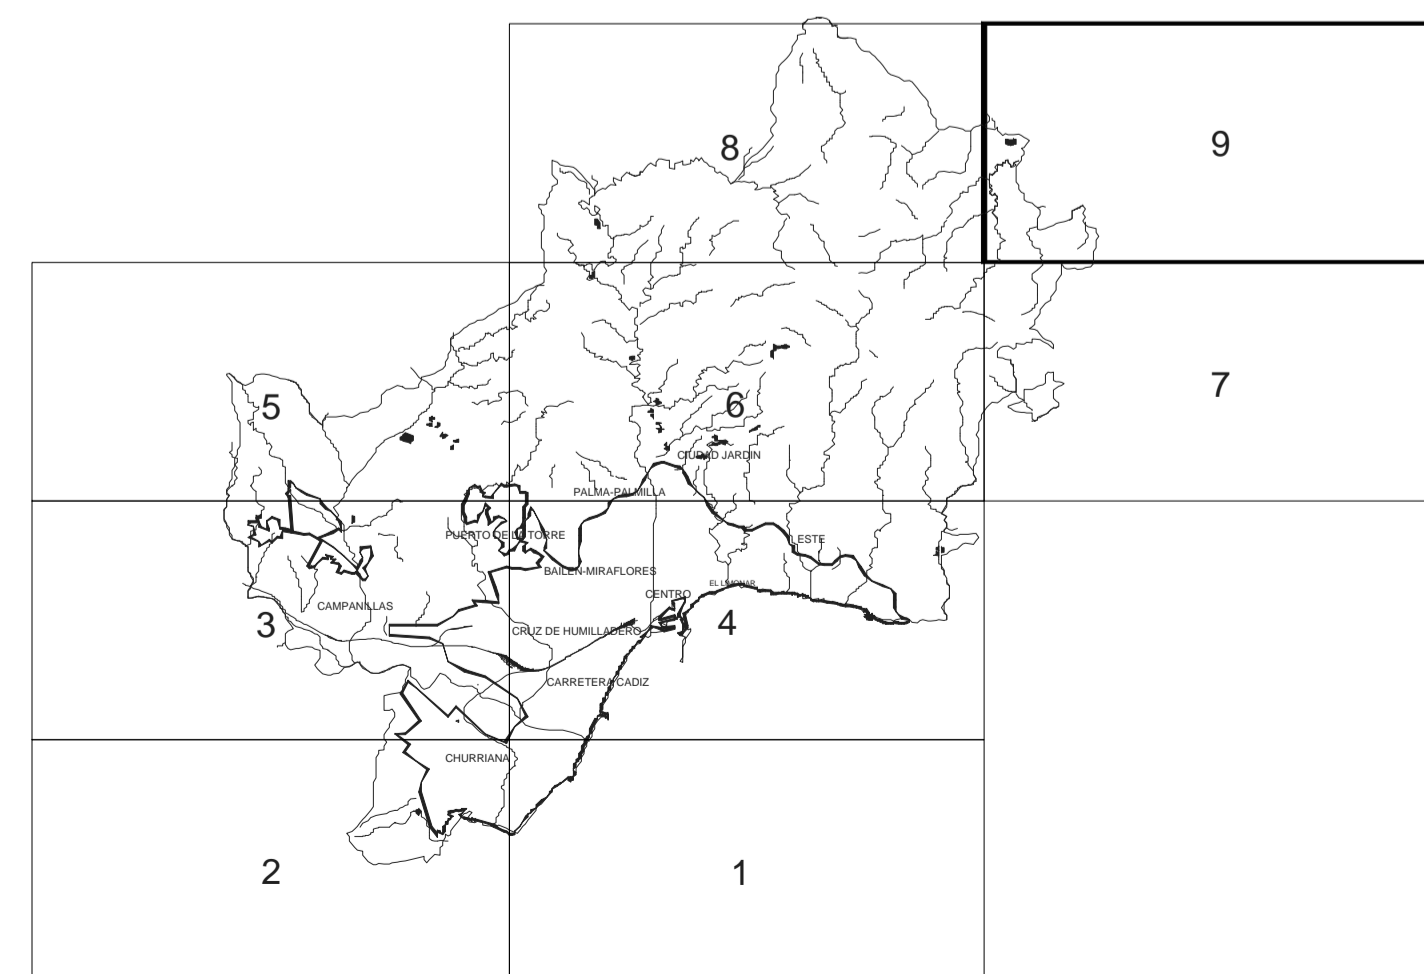 8
9
5
6
7
CIUDAD JARDIN
PALMA-PALMILLA
PUERTO DE LA TORRE
ESTE
BAILEN-MIRAFLORES
EL LIMONAR
CENTRO
CAMPANILLAS
3
CRUZ DE HUMILLADERO
4
CARRETERA CADIZ
CHURRIANA
2
1